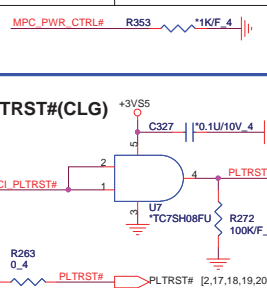 MPC_PWR_CTRL# R353 *1K/F_4
TRST#(CLG)
+3VS5
C327 *0.1U/10V_4
5
2
CI_PLTRST# 1
4 PLTRST
3
U7
*TC7SH08FU
R272
100K/F_
R263
0_4
PLTRST# PLTRST# [2,17,18,19,20